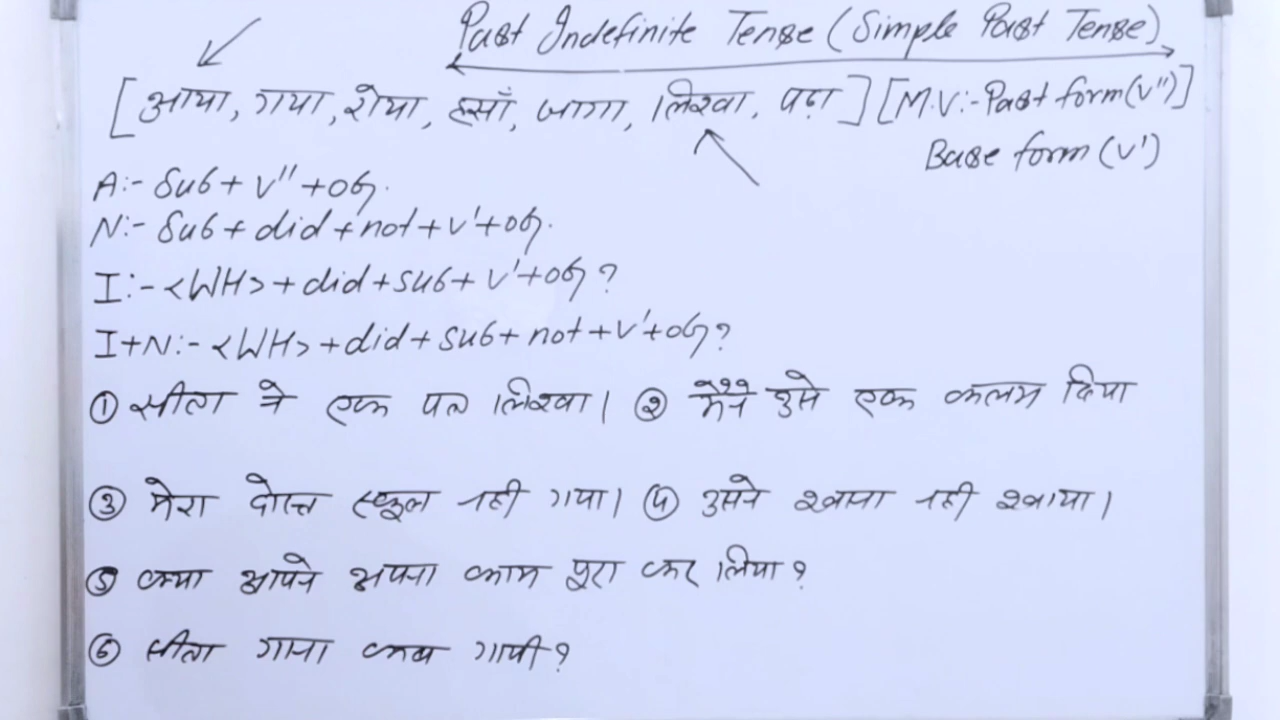 Past Indefinite Tense (Simple Past Tense)
[आया, गया, रोया, हसाँ, जागा, लिखा, पढ़ा] [M.V:- Past form (v'')]
Base form (v')
A:- Sub + v'' + obj.
N:- Sub + did + not + v' + obj.
I:- <WH> + did + sub + v' + obj ?
I+N:- <WH> + did + sub + not + v' + obj ?
① सीता ने एक पत्र लिखा। ② मैंने उसे एक कलम दिया
③ मेरा दोस्त स्कूल नही गया। ④ उसने खाना नही खाया।
⑤ क्या आपने अपना काम पूरा कर लिया ?
⑥ सीता गाना कब गायी ?